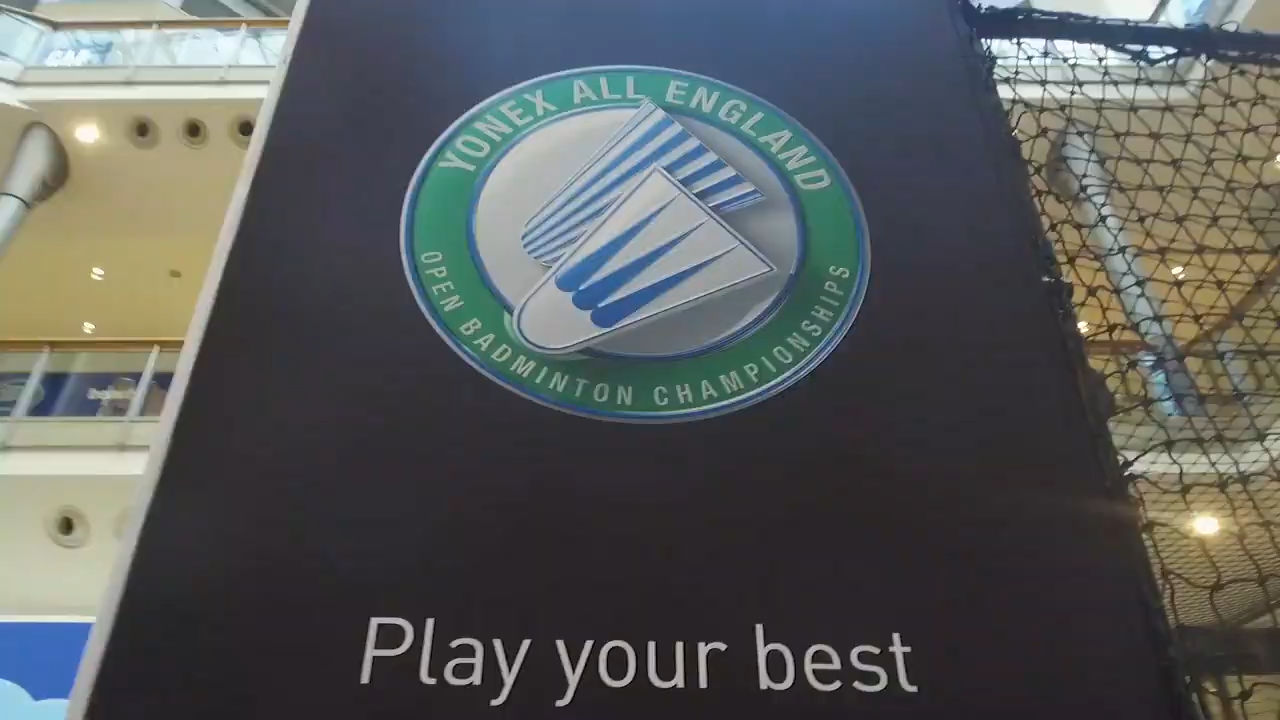 YONEX ALL ENGLAND
OPEN BADMINTON CHAMPIONSHIPS
Play your best